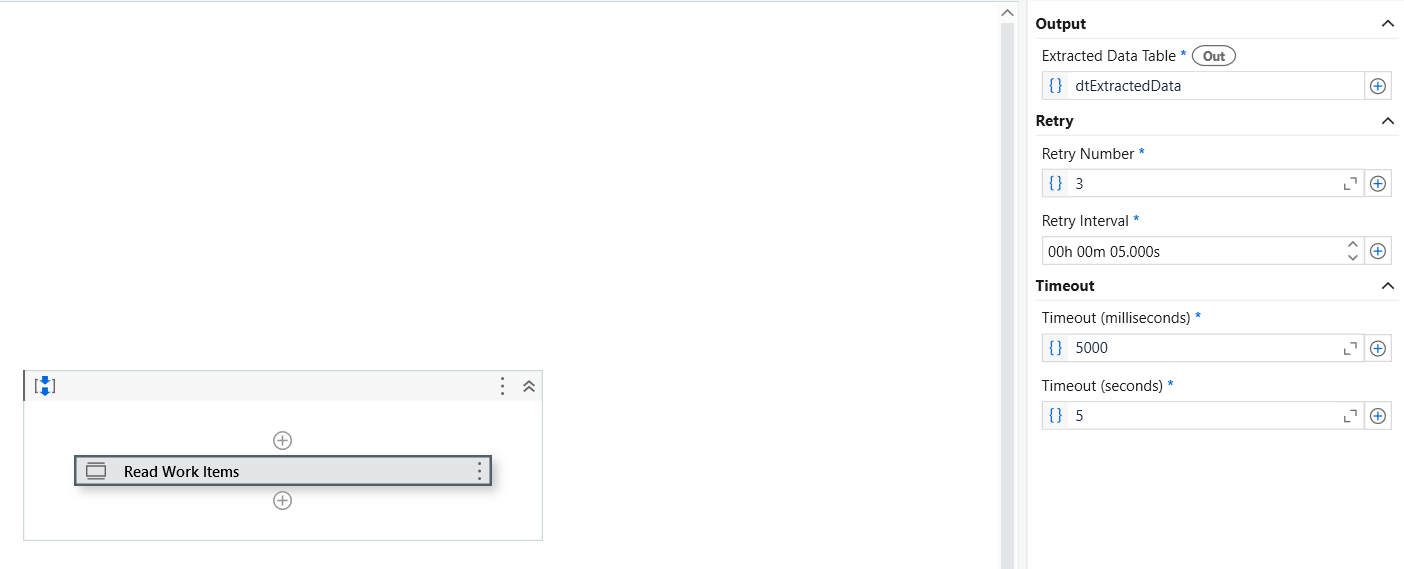 Output
Extracted Data Table * Out
{} dtExtractedData
Retry
Retry Number *
{} 3
Retry Interval *
00h 00m 05.000s
Timeout
Timeout (milliseconds) *
{} 5000
Timeout (seconds) *
{} 5
Read Work Items